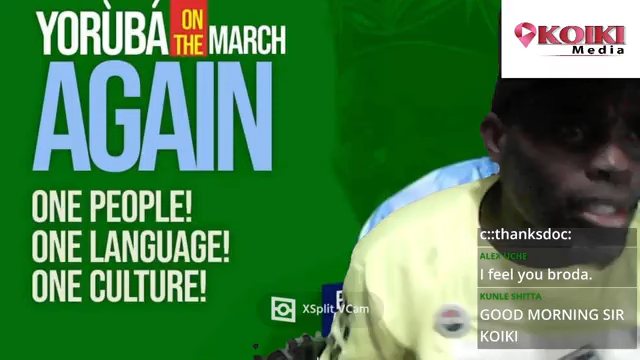 YORÙBÁ ON THE MARCH
AGAIN
ONE PEOPLE!
ONE LANGUAGE!
ONE CULTURE!
KOIKI
Media
XSplit VCam
c::thanksdoc:
ALEX UCHE
I feel you broda.
KUNLE SHITTA
GOOD MORNING SIR
KOIKI